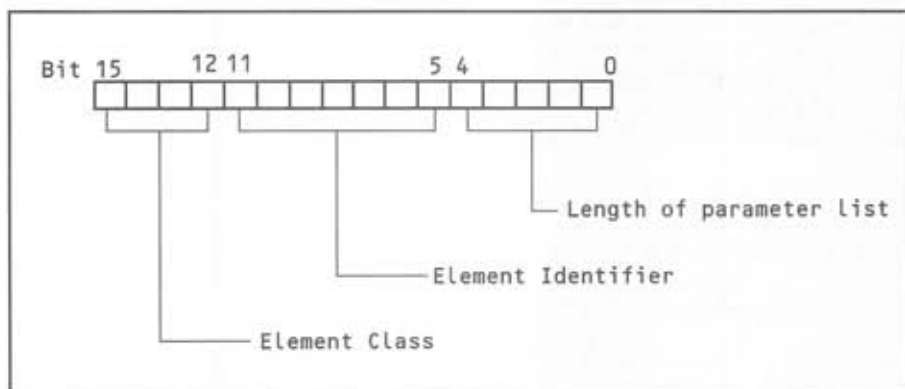 Bit 15 12 11 5 4 0
Length of parameter list
Element Identifier
Element Class